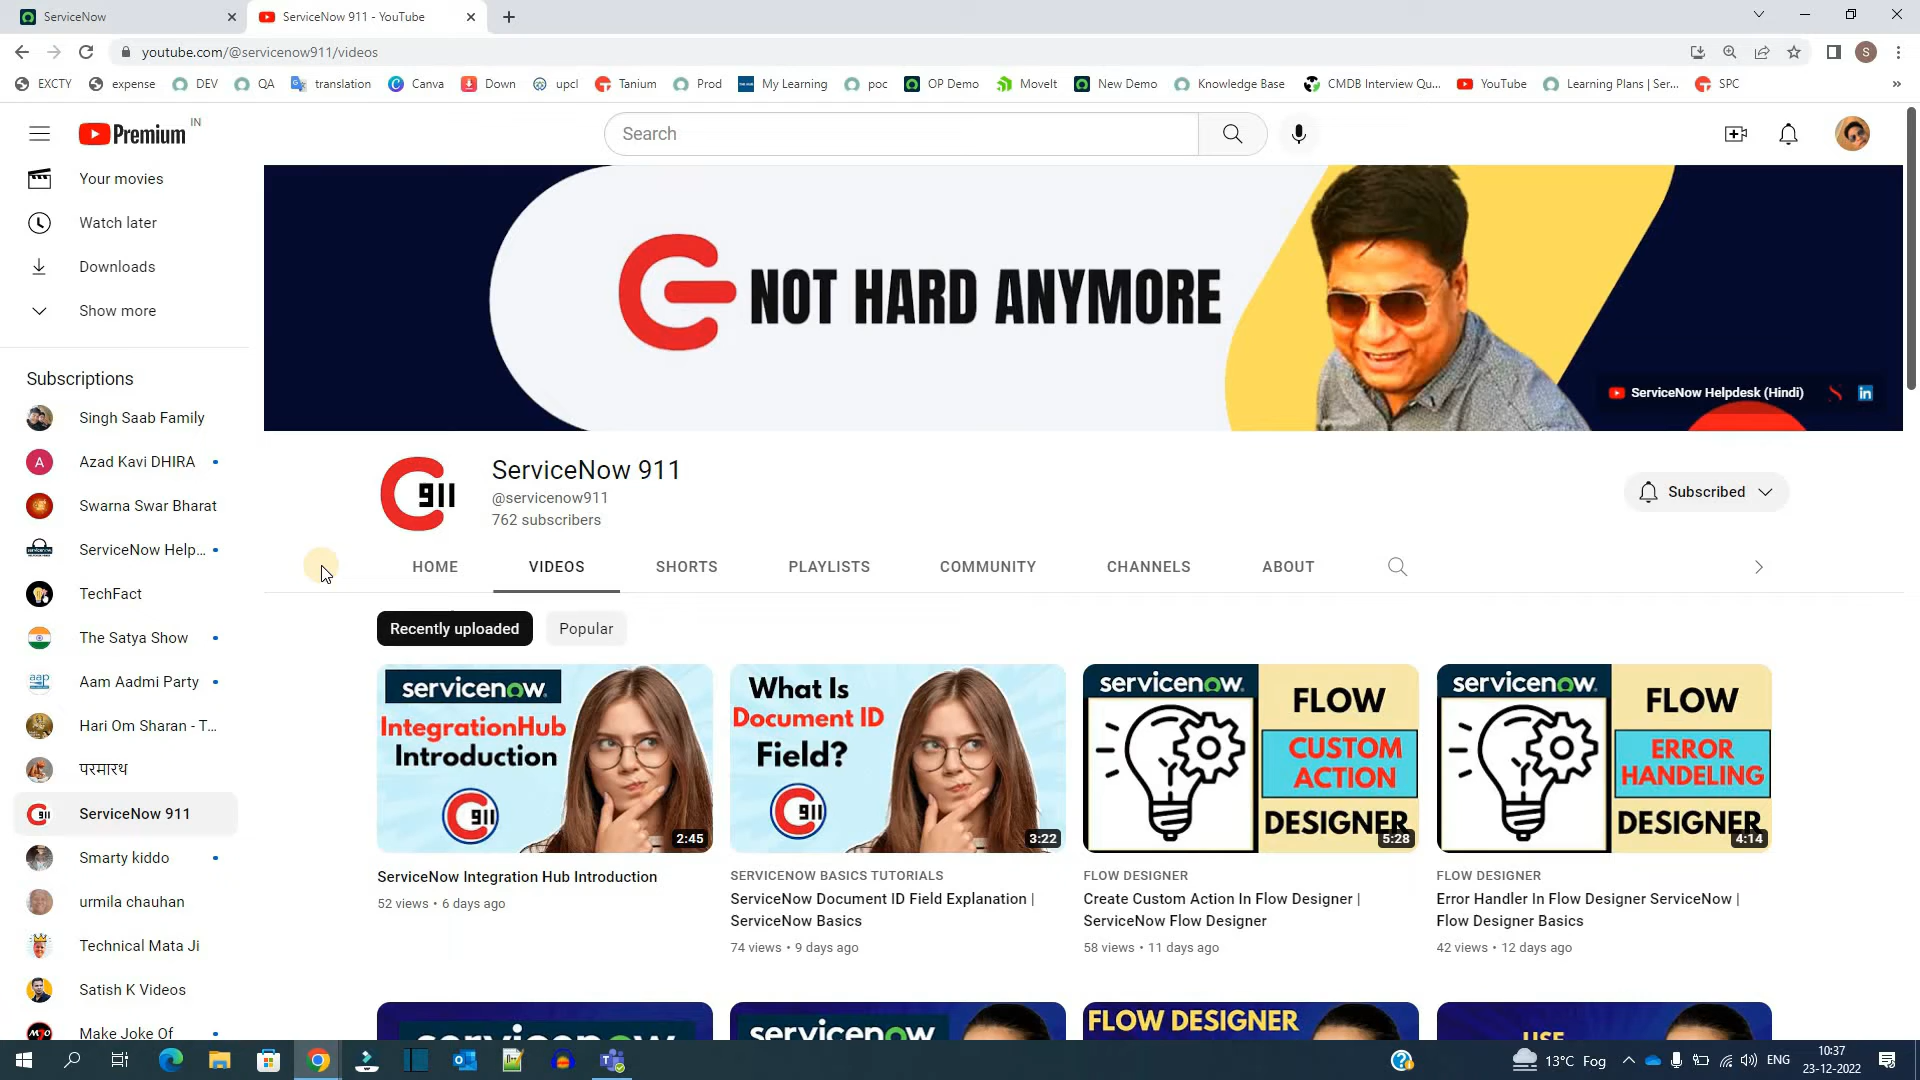 ServiceNow
ServiceNow 911 - YouTube
youtube.com/@servicenow911/videos
S
EXCTY
expense
DEV
QA
translation
Canva
Down
upcl
Tanium
Prod
My Learning
poc
OP Demo
MoveIt
New Demo
Knowledge Base
CMDB Interview Qu...
YouTube
Learning Plans | Ser...
SPC
Premium
IN
Search
Your movies
Watch later
Downloads
Show more
Subscriptions
Singh Saab Family
A
Azad Kavi DHIRA
Swarna Swar Bharat
ServiceNow Help...
TechFact
The Satya Show
Aam Aadmi Party
Hari Om Sharan - T...
परमारथ
ServiceNow 911
Smarty kiddo
urmila chauhan
Technical Mata Ji
Satish K Videos
Make Joke Of
NOT HARD ANYMORE
ServiceNow Helpdesk (Hindi)
911
ServiceNow 911
@servicenow911
762 subscribers
Subscribed
HOME
VIDEOS
SHORTS
PLAYLISTS
COMMUNITY
CHANNELS
ABOUT
Recently uploaded
Popular
servicenow.
IntegrationHub
Introduction
911
2:45
ServiceNow Integration Hub Introduction
52 views • 6 days ago
What Is
Document ID
Field?
911
3:22
SERVICENOW BASICS TUTORIALS
ServiceNow Document ID Field Explanation |
ServiceNow Basics
74 views • 9 days ago
servicenow.
FLOW
CUSTOM
ACTION
DESIGNER
5:28
FLOW DESIGNER
Create Custom Action In Flow Designer |
ServiceNow Flow Designer
58 views • 11 days ago
servicenow.
FLOW
ERROR
HANDELING
DESIGNER
4:14
FLOW DESIGNER
Error Handler In Flow Designer ServiceNow |
Flow Designer Basics
42 views • 12 days ago
servicenow
servicenow
FLOW DESIGNER
USE
13°C Fog
ENG
10:37
23-12-2022